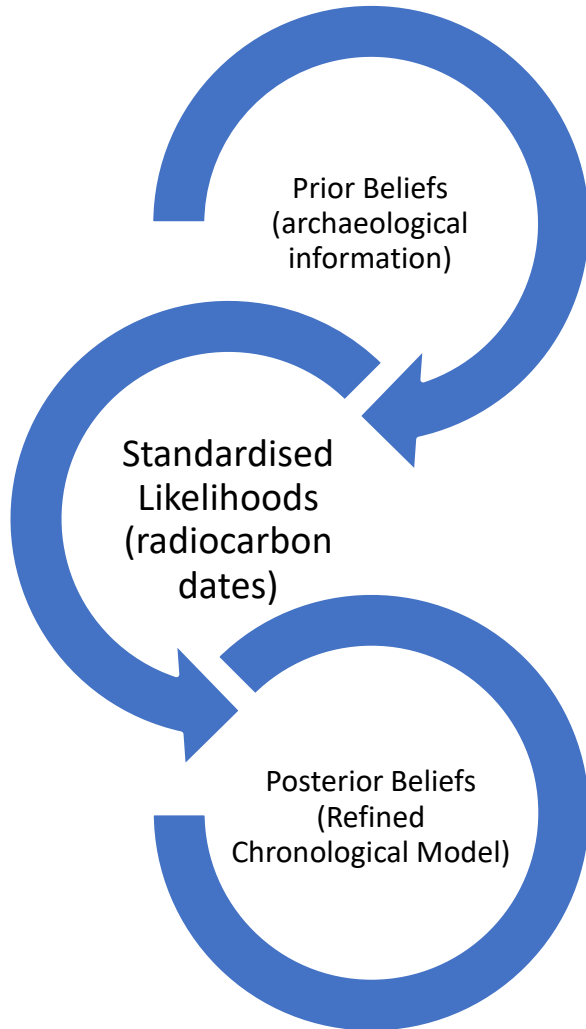 Prior Beliefs
(archaeological
information)
Standardised
Likelihoods
(radiocarbon
dates)
Posterior Beliefs
(Refined
Chronological Model)